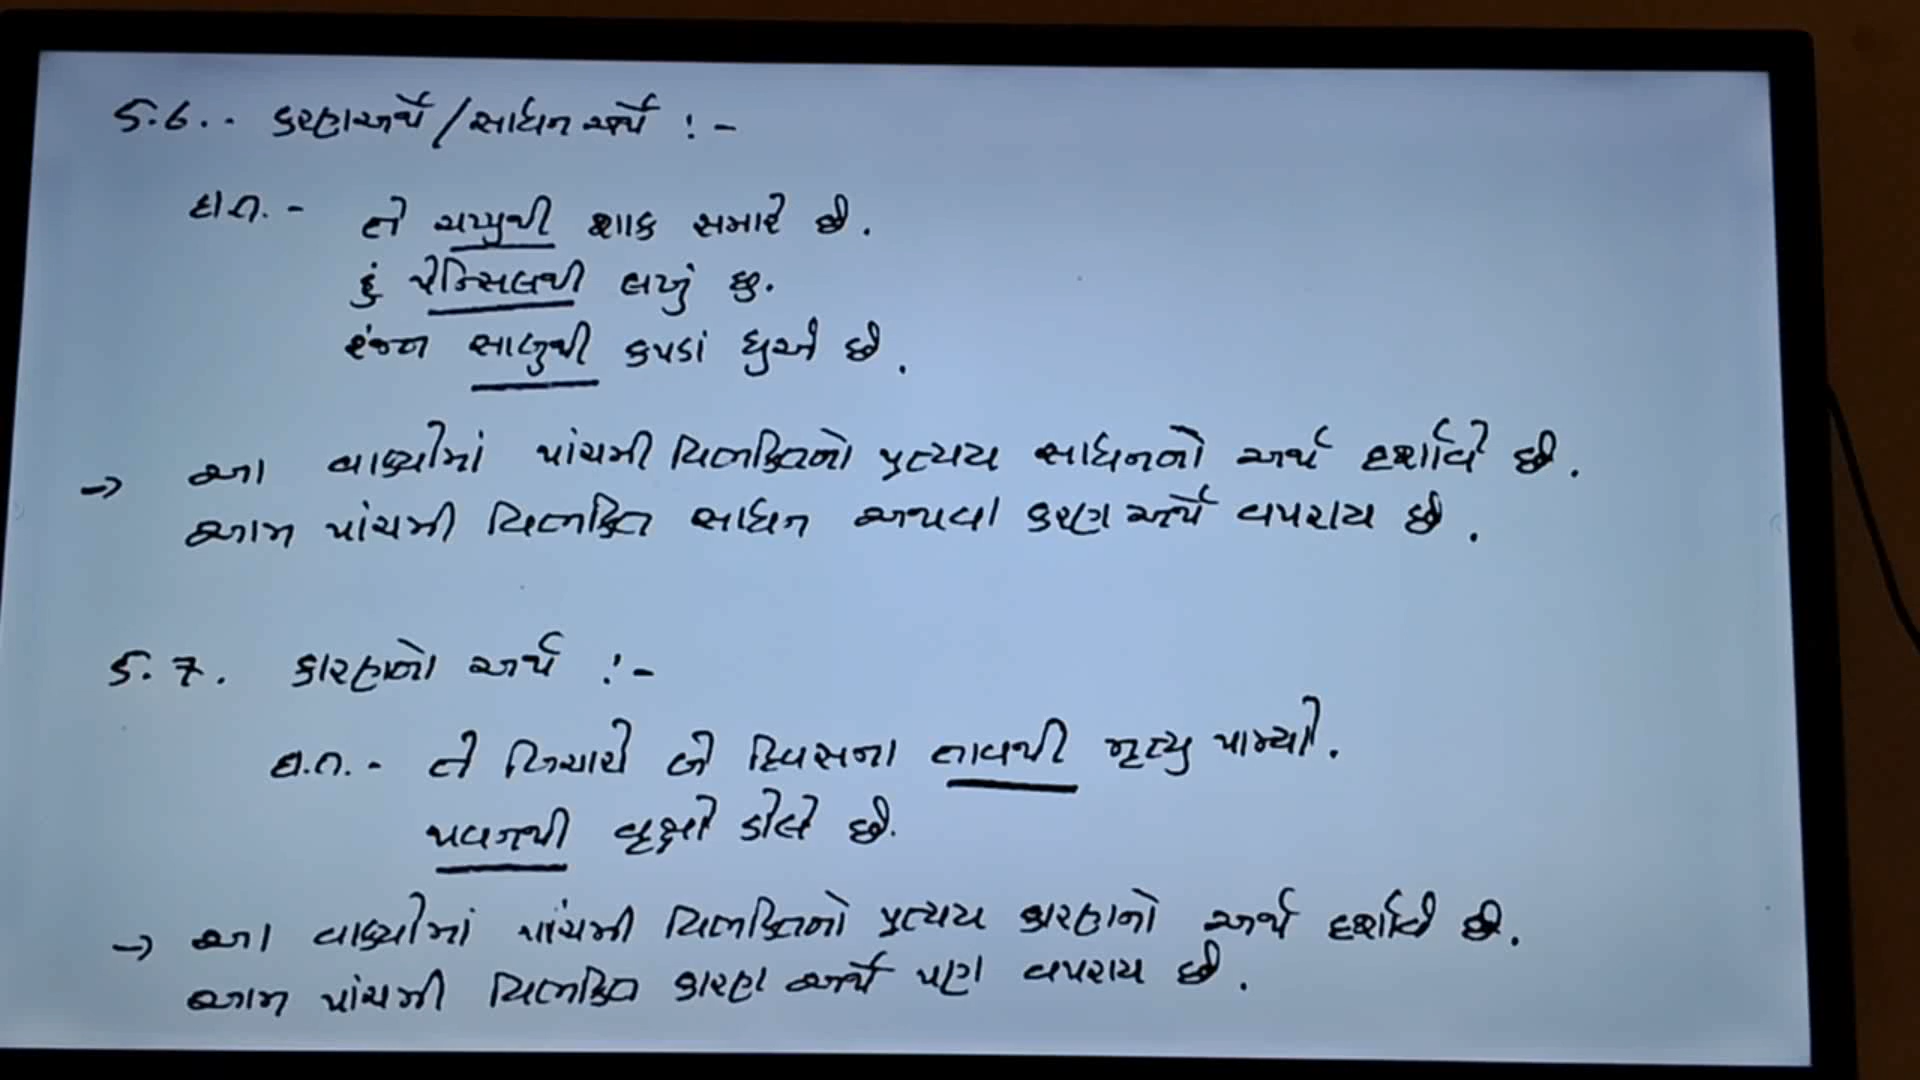 5.6.. કરણઅર્થે/સાધન અર્થે :-
દા.ત. - તે ચપ્પુથી શાક સમારે છે.
હું પેન્સિલથી લખું છુ.
રંજન સાબુથી કપડાં ધુએ છે.
→ આ વાક્યોમાં પાંચમી વિભક્તિનો પ્રત્યય સાધનનો અર્થ દર્શાવે છે.
આમ પાંચમી વિભક્તિ સાધન અથવા કરણ અર્થે વપરાય છે.
5.7. કારણનો અર્થ :-
દા.ત. - તે બિચારો બે દિવસના તાવથી મૃત્યુ પામ્યો.
પવનથી વૃક્ષો ડોલે છે.
→ આ વાક્યોમાં પાંચમી વિભક્તિનો પ્રત્યય કારણનો અર્થ દર્શાવે છે.
આમ પાંચમી વિભક્તિ કારણ અર્થે પણ વપરાય છે.